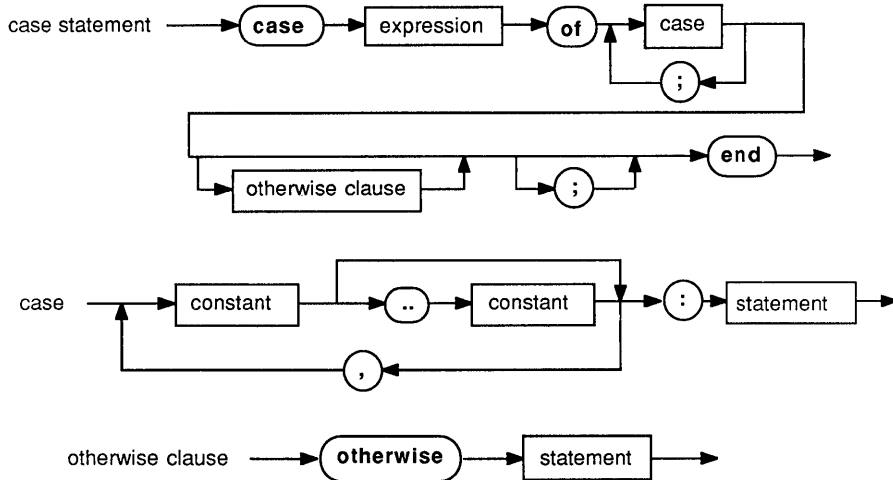 case statement case expression of case
;
otherwise clause ; end
case constant .. constant : statement
,
otherwise clause otherwise statement